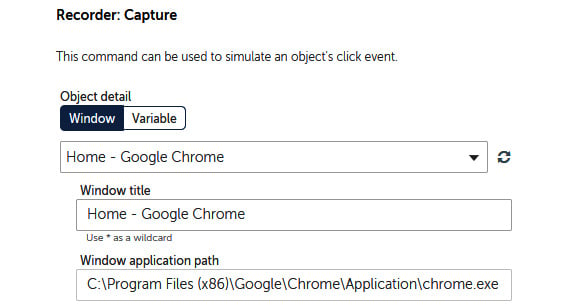 Recorder: Capture
This command can be used to simulate an object's click event.
Object detail
Window Variable
Home - Google Chrome
Window title
Home - Google Chrome
Use * as a wildcard
Window application path
C:\Program Files (x86)\Google\Chrome\Application\chrome.exe